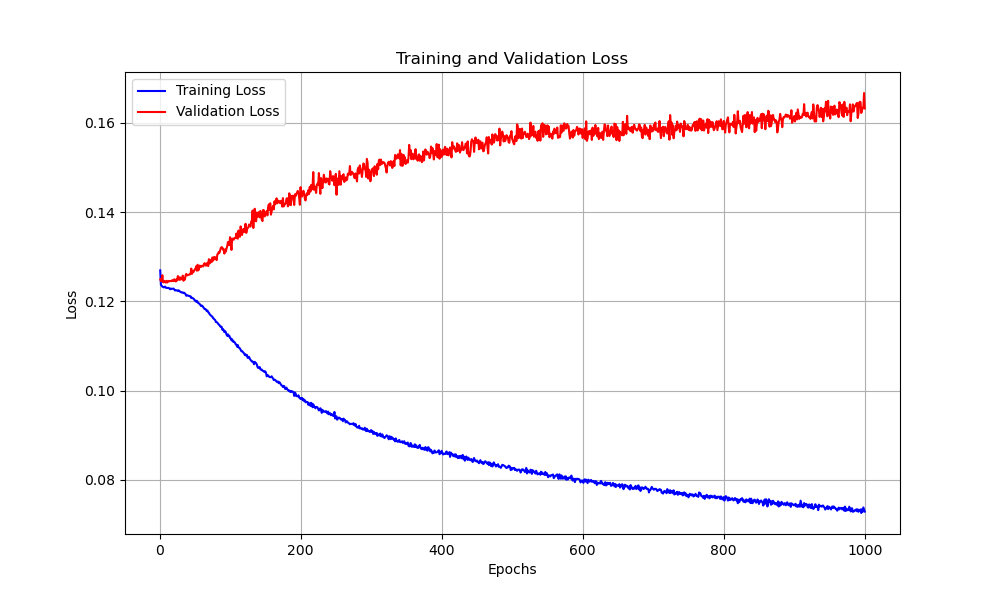 Training and Validation Loss
Training Loss
Validation Loss
0.16
0.14
0.12
0.10
0.08
Loss
0 200 400 600 800 1000
Epochs